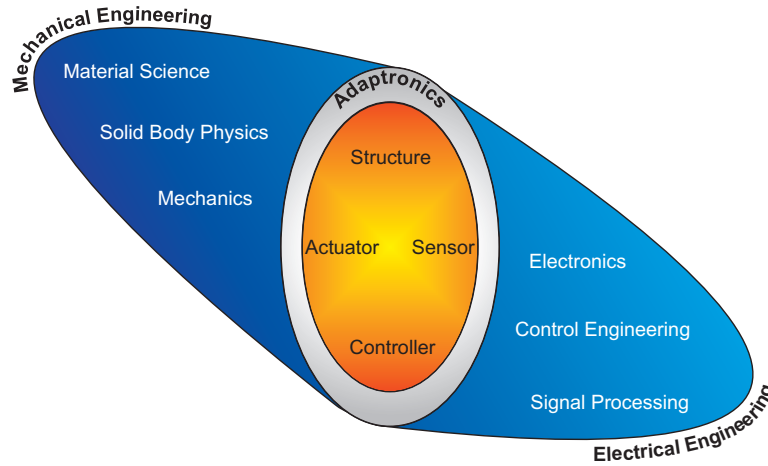 Mechanical Engineering
Material Science
Solid Body Physics
Mechanics
Adaptronics
Structure
Actuator
Sensor
Controller
Electronics
Control Engineering
Signal Processing
Electrical Engineering